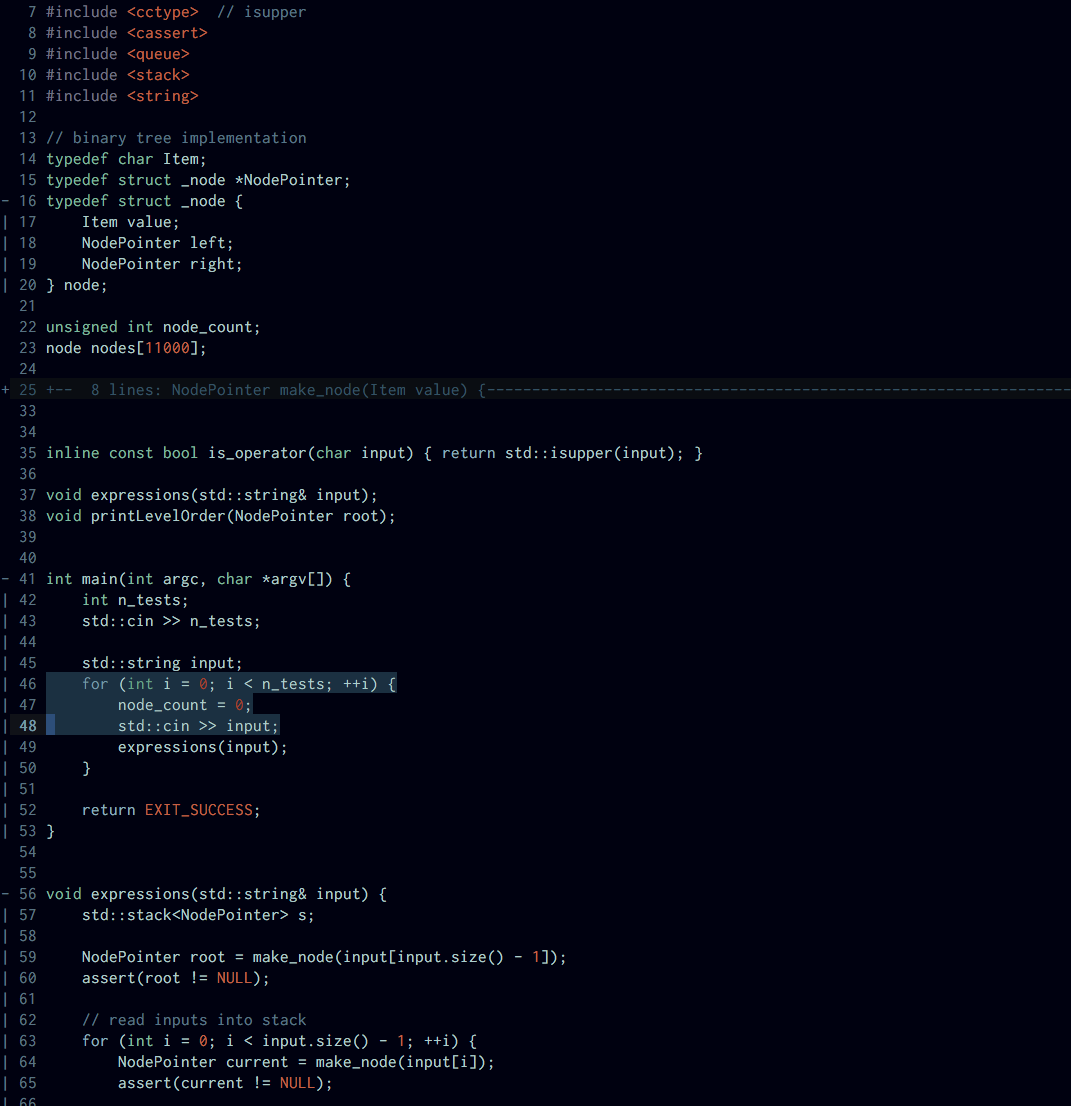 7 #include <cctype>  // isupper
8 #include <cassert>
9 #include <queue>
10 #include <stack>
11 #include <string>
12
13 // binary tree implementation
14 typedef char Item;
15 typedef struct _node *NodePointer;
- 16 typedef struct _node {
| 17     Item value;
| 18     NodePointer left;
| 19     NodePointer right;
| 20 } node;
21
22 unsigned int node_count;
23 node nodes[11000];
24
+ 25 +--  8 lines: NodePointer make_node(Item value) {-----------------------------------------------------------------
33
34
35 inline const bool is_operator(char input) { return std::isupper(input); }
36
37 void expressions(std::string& input);
38 void printLevelOrder(NodePointer root);
39
40
- 41 int main(int argc, char *argv[]) {
| 42     int n_tests;
| 43     std::cin >> n_tests;
| 44
| 45     std::string input;
| 46     for (int i = 0; i < n_tests; ++i) {
| 47         node_count = 0;
| 48         std::cin >> input;
| 49         expressions(input);
| 50     }
| 51
| 52     return EXIT_SUCCESS;
| 53 }
54
55
- 56 void expressions(std::string& input) {
| 57     std::stack<NodePointer> s;
| 58
| 59     NodePointer root = make_node(input[input.size() - 1]);
| 60     assert(root != NULL);
| 61
| 62     // read inputs into stack
| 63     for (int i = 0; i < input.size() - 1; ++i) {
| 64         NodePointer current = make_node(input[i]);
| 65         assert(current != NULL);
| 66